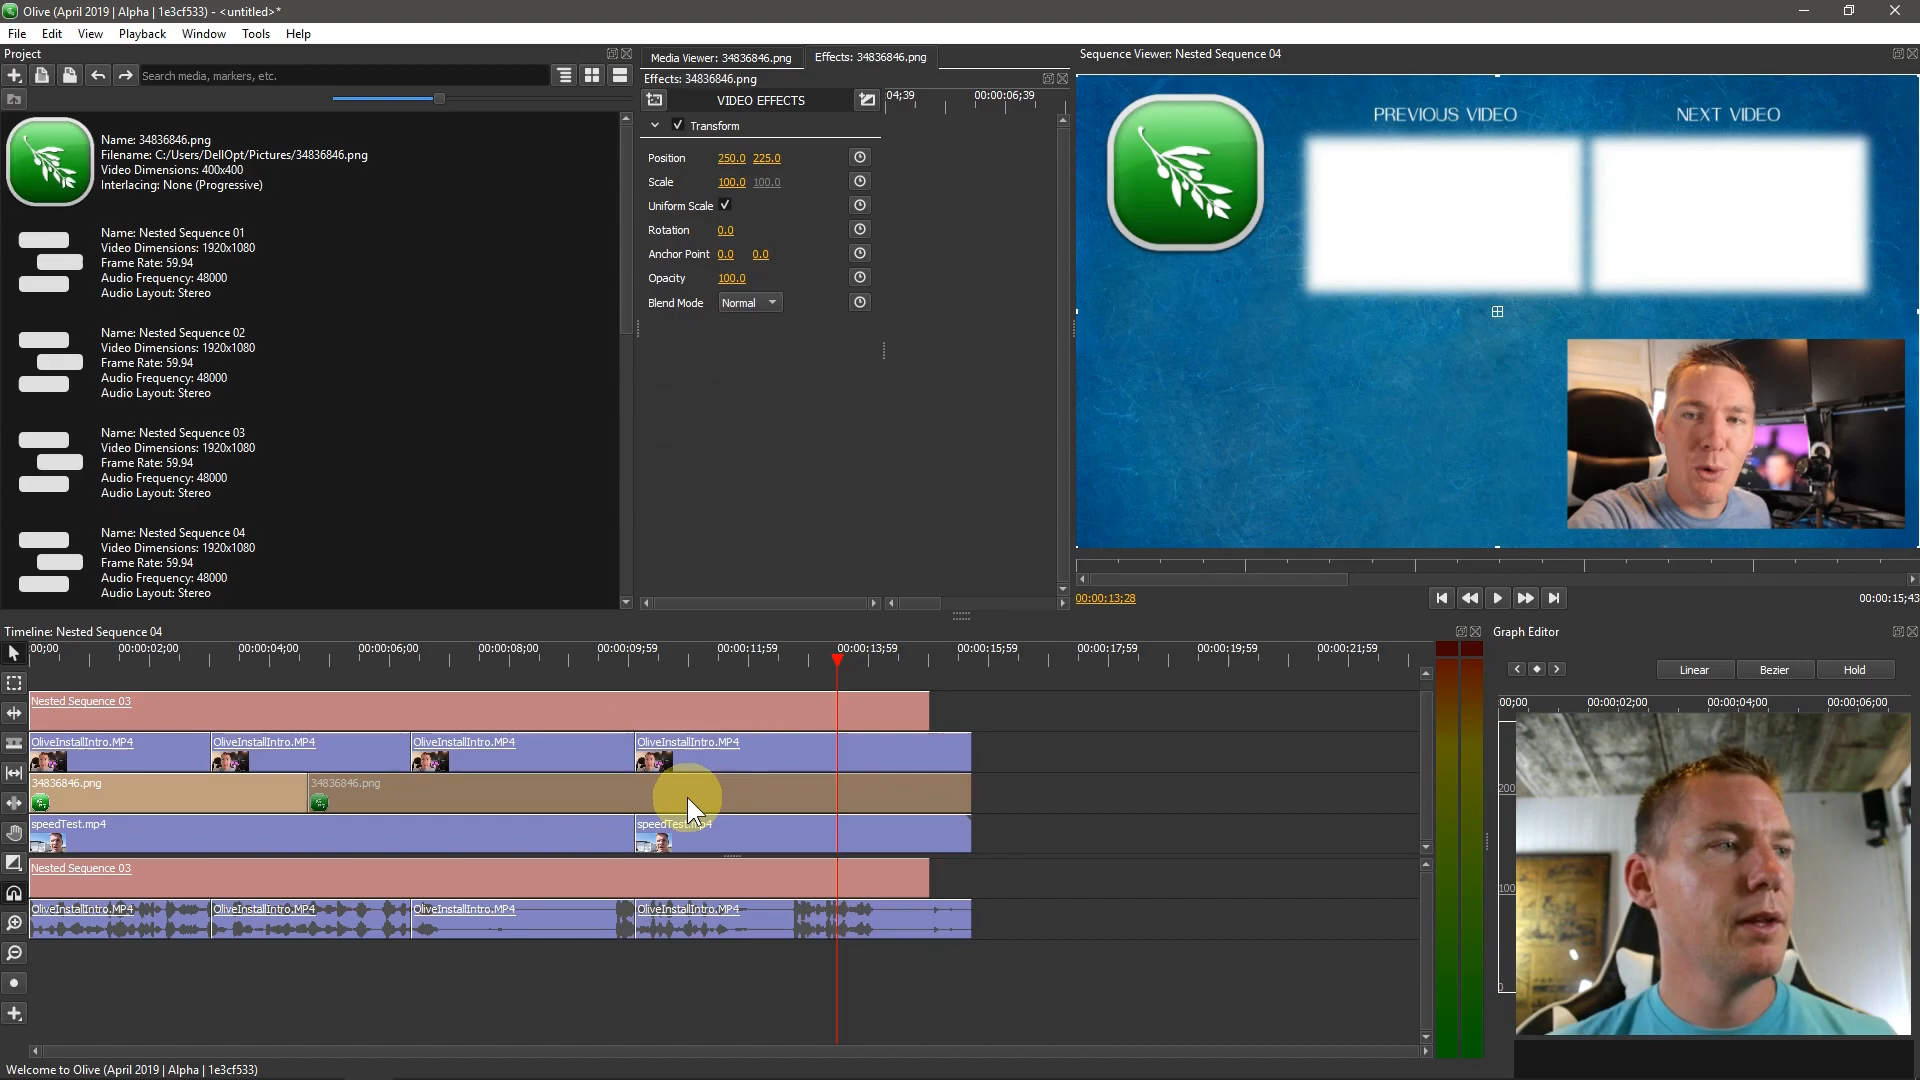 Olive (April 2019 | Alpha | 1e3cf533) - <untitled>*
File Edit View Playback Window Tools Help
Project
Search media, markers, etc.
Name: 34836846.png
Filename: C:/Users/DellOpt/Pictures/34836846.png
Video Dimensions: 400x400
Interlacing: None (Progressive)
Name: Nested Sequence 01
Video Dimensions: 1920x1080
Frame Rate: 59.94
Audio Frequency: 48000
Audio Layout: Stereo
Name: Nested Sequence 02
Video Dimensions: 1920x1080
Frame Rate: 59.94
Audio Frequency: 48000
Audio Layout: Stereo
Name: Nested Sequence 03
Video Dimensions: 1920x1080
Frame Rate: 59.94
Audio Frequency: 48000
Audio Layout: Stereo
Name: Nested Sequence 04
Video Dimensions: 1920x1080
Frame Rate: 59.94
Audio Frequency: 48000
Audio Layout: Stereo
Media Viewer: 34836846.png Effects: 34836846.png
Effects: 34836846.png
VIDEO EFFECTS 04;39 00:00:06;39
Transform
Position 250.0 225.0
Scale 100.0 100.0
Uniform Scale
Rotation 0.0
Anchor Point 0.0 0.0
Opacity 100.0
Blend Mode Normal
Sequence Viewer: Nested Sequence 04
PREVIOUS VIDEO NEXT VIDEO
00:00:13;28 00:00:15;43
Timeline: Nested Sequence 04
00;00 00:00:02;00 00:00:04;00 00:00:06;00 00:00:08;00 00:00:09;59 00:00:11;59 00:00:13;59 00:00:15;59 00:00:17;59 00:00:19;59 00:00:21;59
Nested Sequence 03
OliveInstallIntro.MP4 OliveInstallIntro.MP4 OliveInstallIntro.MP4 OliveInstallIntro.MP4
34836846.png 34836846.png
speedTest.mp4 speedTest.mp4
Nested Sequence 03
OliveInstallIntro.MP4 OliveInstallIntro.MP4 OliveInstallIntro.MP4 OliveInstallIntro.MP4
Graph Editor
Linear Bezier Hold
00;00 00:00:02;00 00:00:04;00 00:00:06;00
200
100
0
Welcome to Olive (April 2019 | Alpha | 1e3cf533)